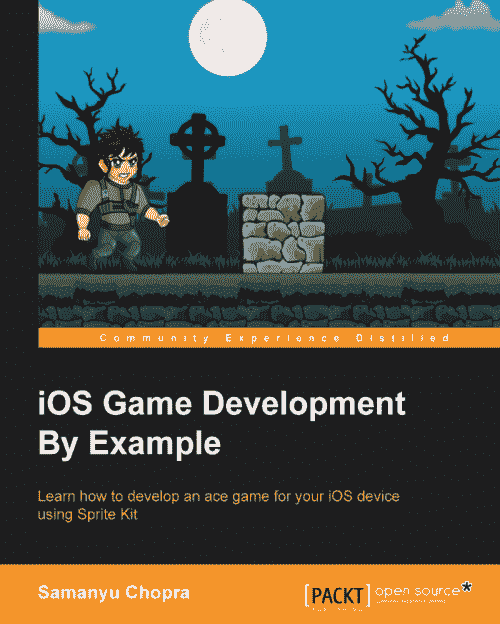 Community Experience Distilled
iOS Game Development
By Example
Learn how to develop an ace game for your iOS device
using Sprite Kit
Samanyu Chopra
[PACKT] open source*